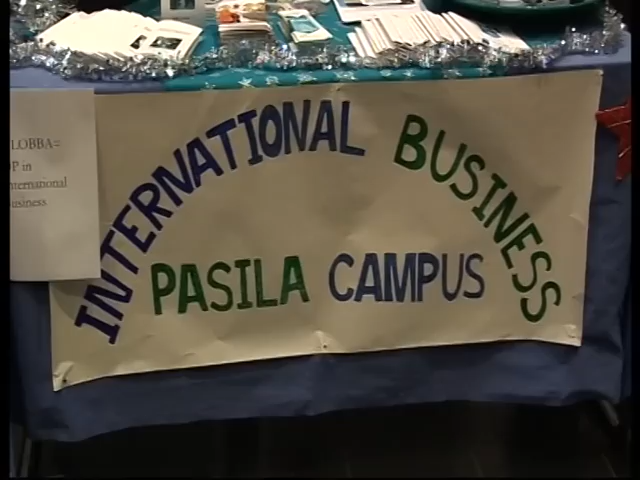 LOBBA=
P in
nternational
usiness
INTERNATIONAL BUSINESS
PASILA CAMPUS